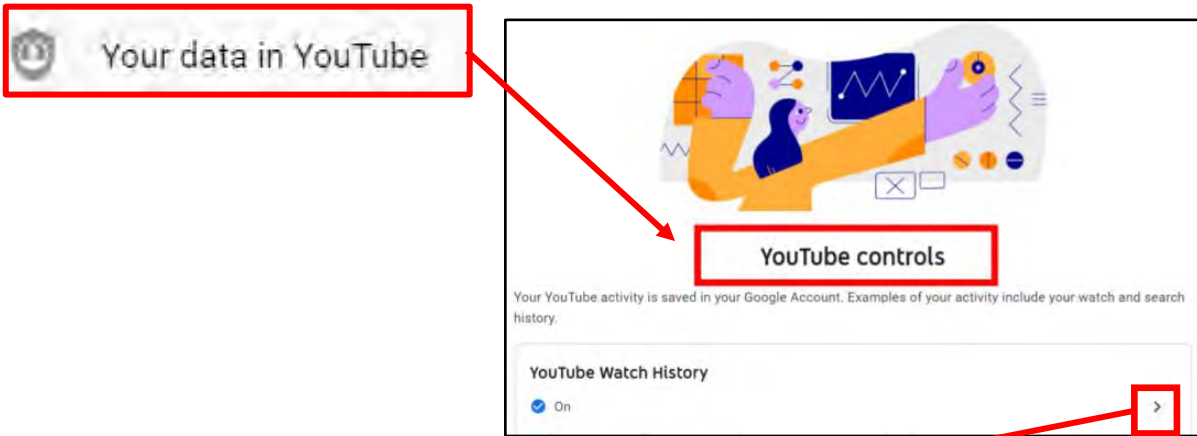 Your data in YouTube
YouTube controls
Your YouTube activity is saved in your Google Account. Examples of your activity include your watch and search
history.
YouTube Watch History
On